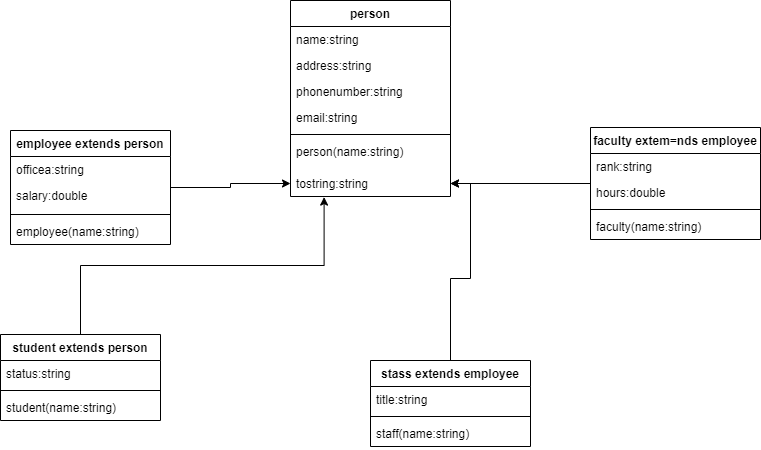 person
name:string
address:string
phonenumber:string
email:string
person(name:string)
tostring:string
employee extends person
officea:string
salary:double
employee(name:string)
faculty extem=nds employee
rank:string
hours:double
faculty(name:string)
student extends person
status:string
student(name:string)
stass extends employee
title:string
staff(name:string)